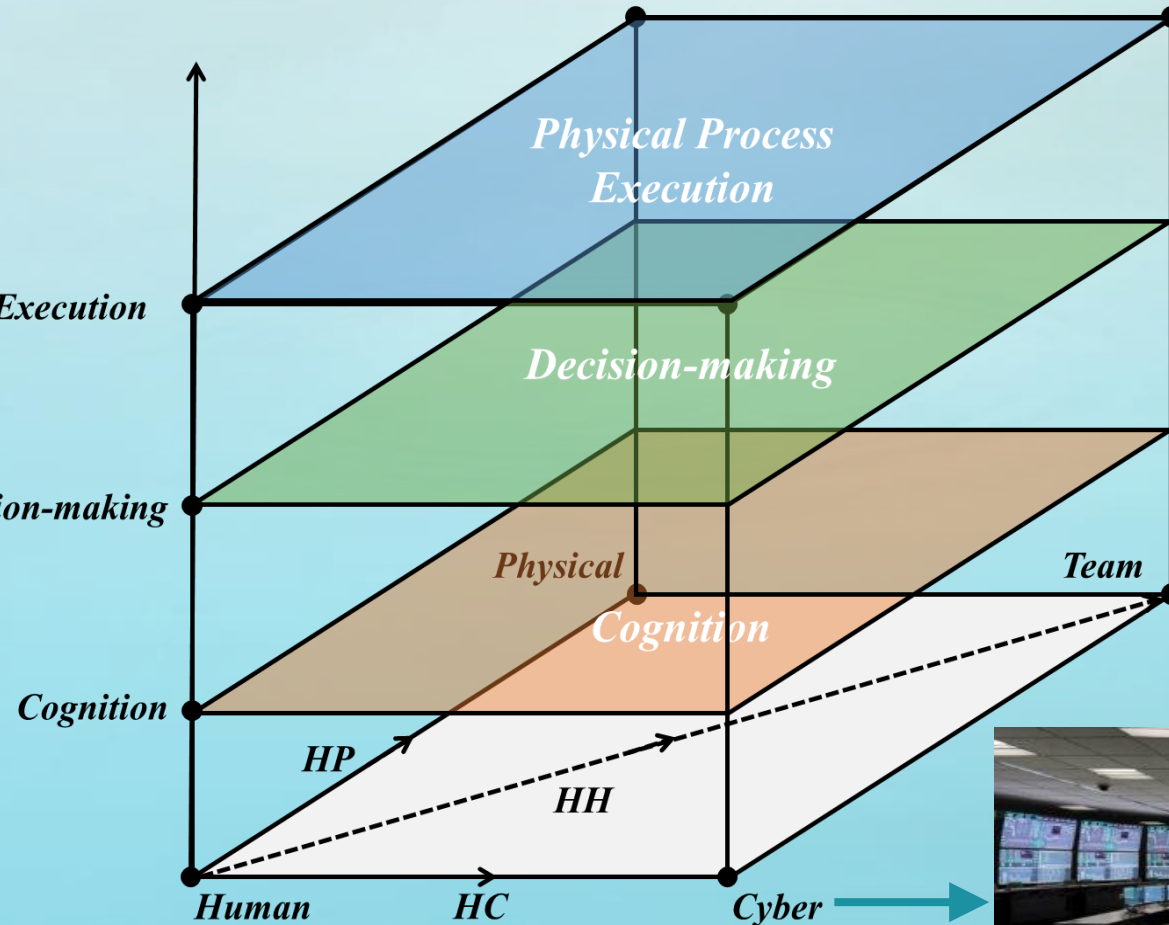 Physical Process
Execution
Execution
Decision-making
ion-making
Physical
Team
Cognition
Cognition
HP
HH
Human
HC
Cyber